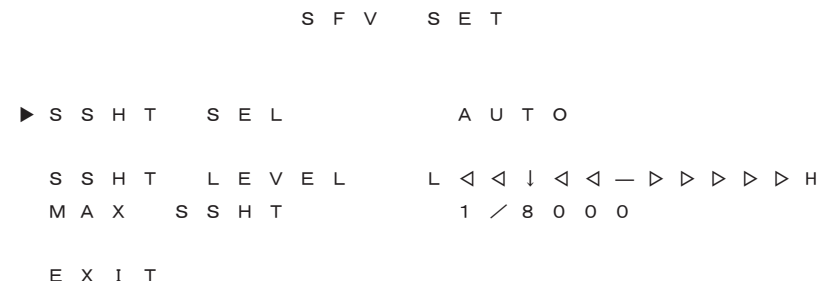 SFV SET
▶SSHT SEL AUTO
SSHT LEVEL L◁◁↓◁◁—▷▷▷▷▷H
MAX SSHT 1/8000
EXIT